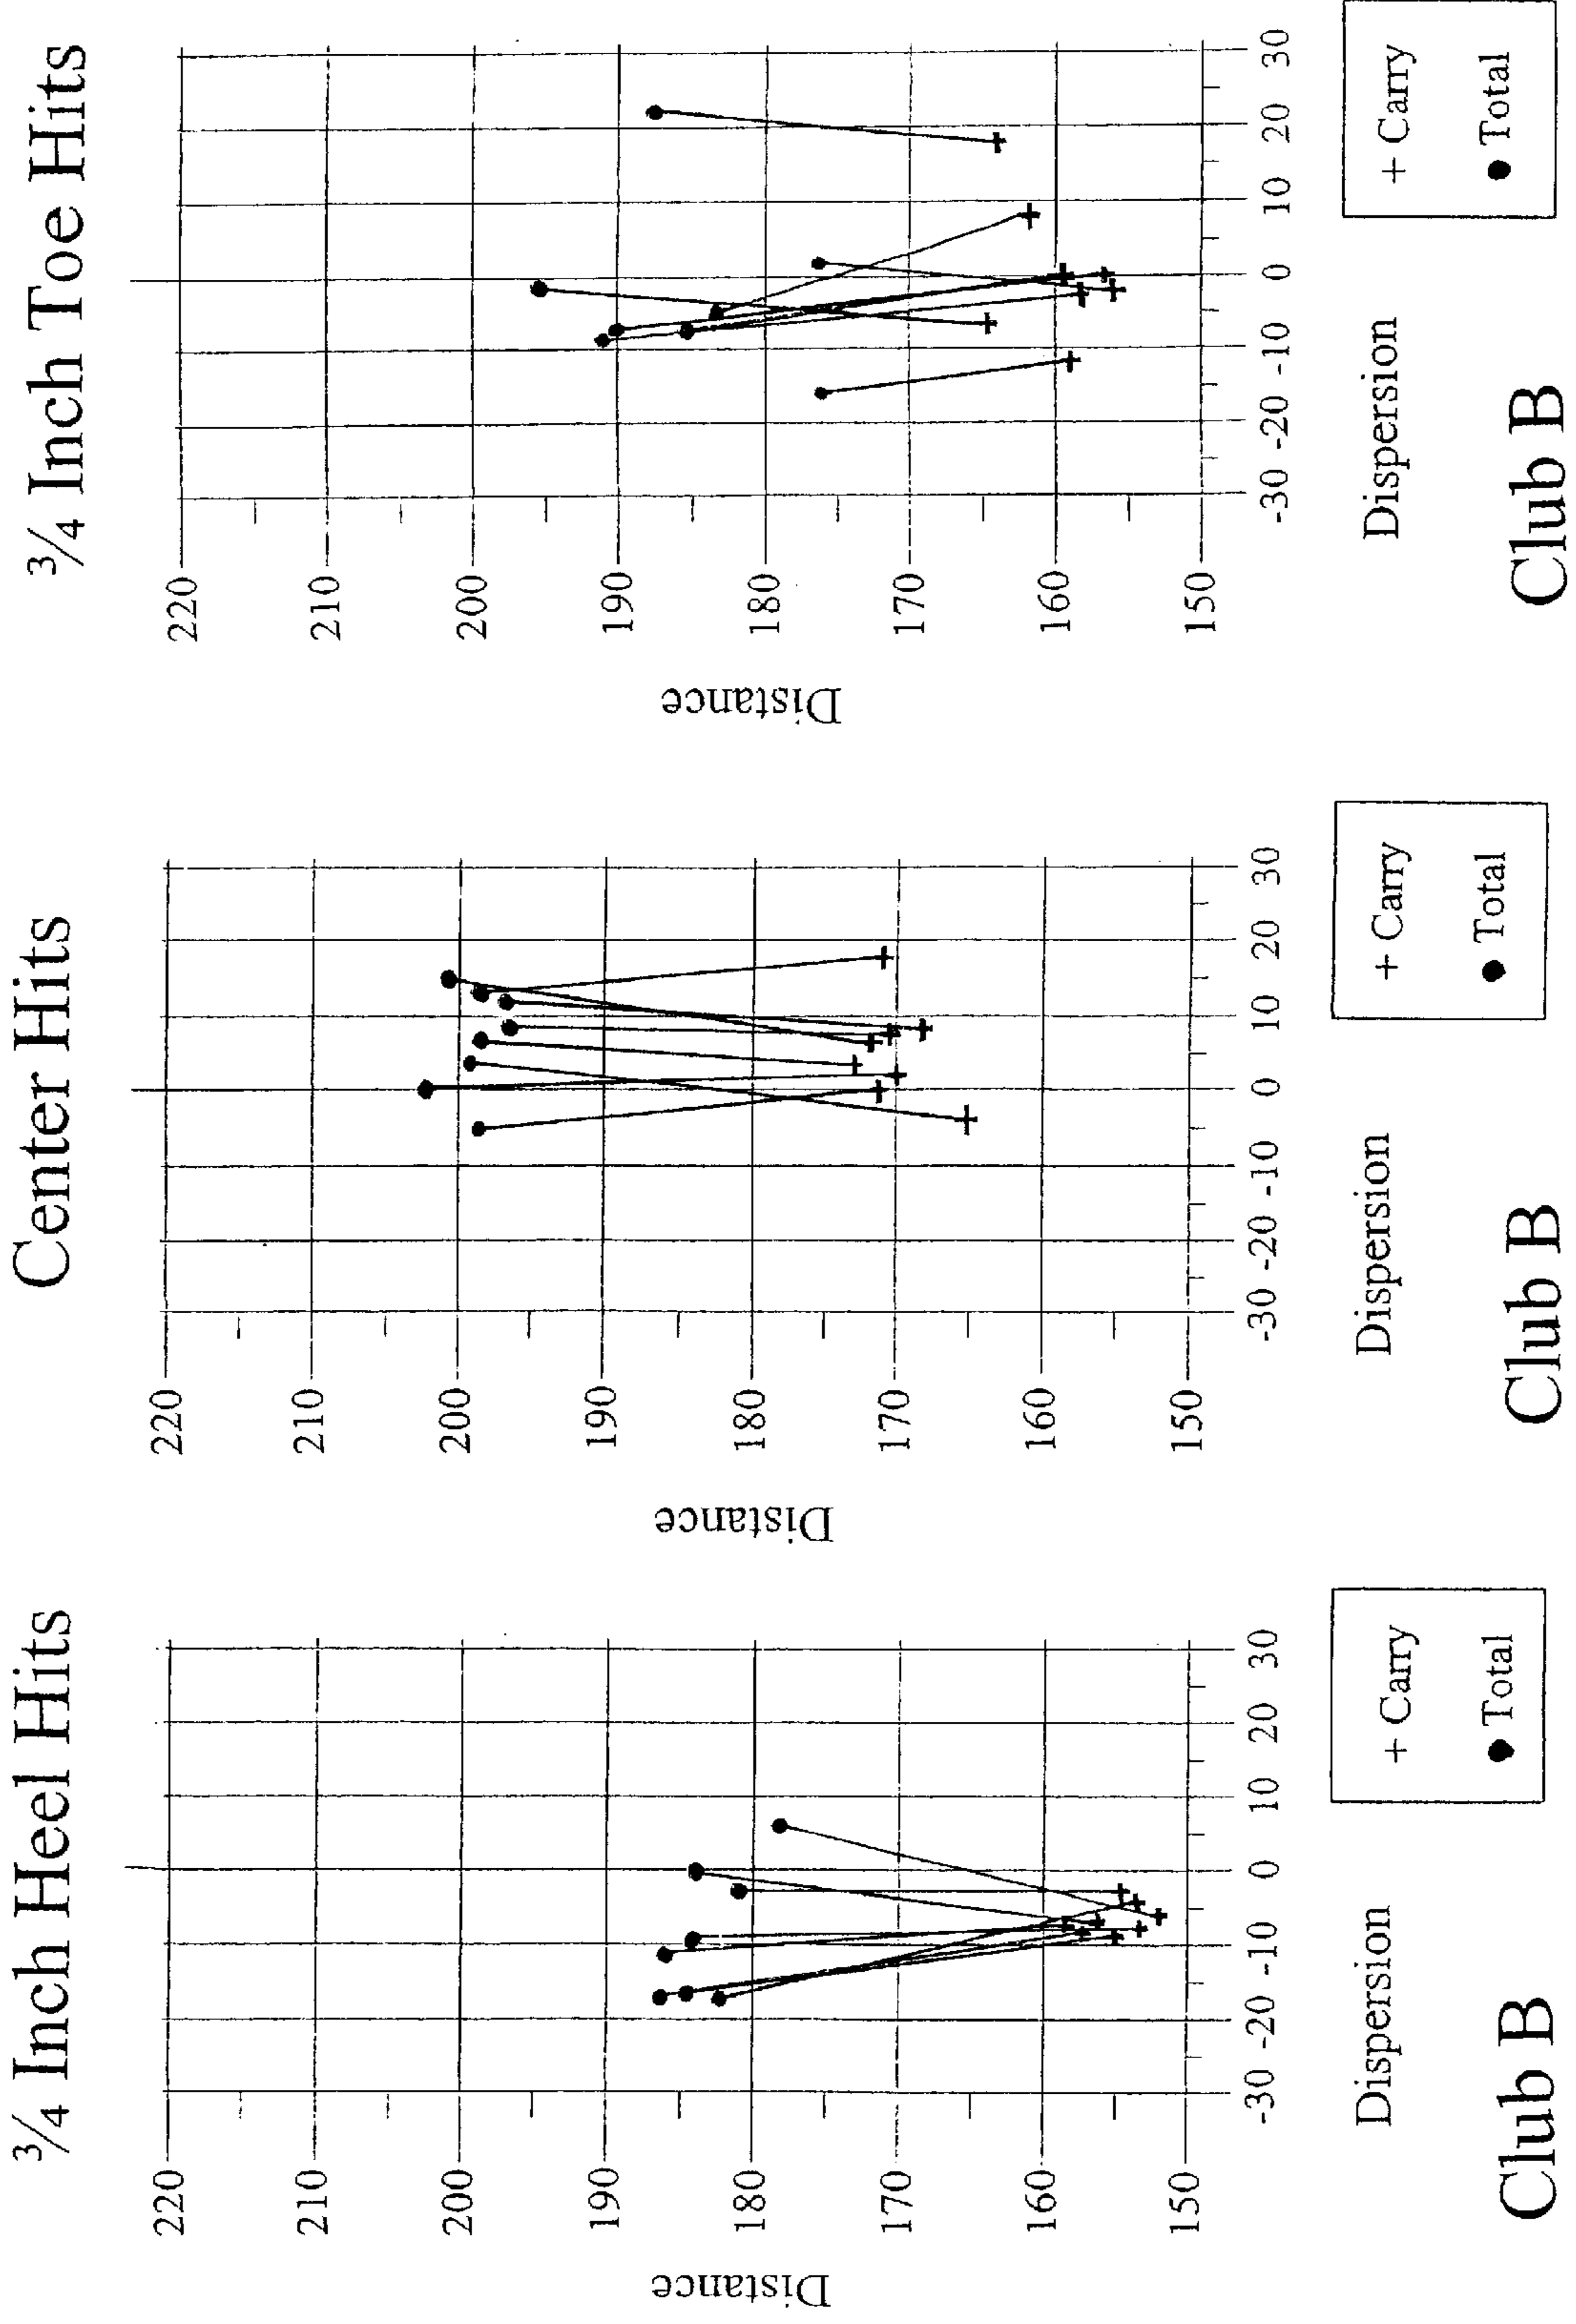 ¾ Inch Heel Hits
Distance
220
210
200
190
180
170
160
150
-30 -20 -10 0 10 20 30
Dispersion
+ Carry
● Total
Club B
Center Hits
Distance
220
210
200
190
180
170
160
150
-30 -20 -10 0 10 20 30
Dispersion
+ Carry
● Total
Club B
¾ Inch Toe Hits
Distance
220
210
200
190
180
170
160
150
-30 -20 -10 0 10 20 30
Dispersion
+ Carry
● Total
Club B